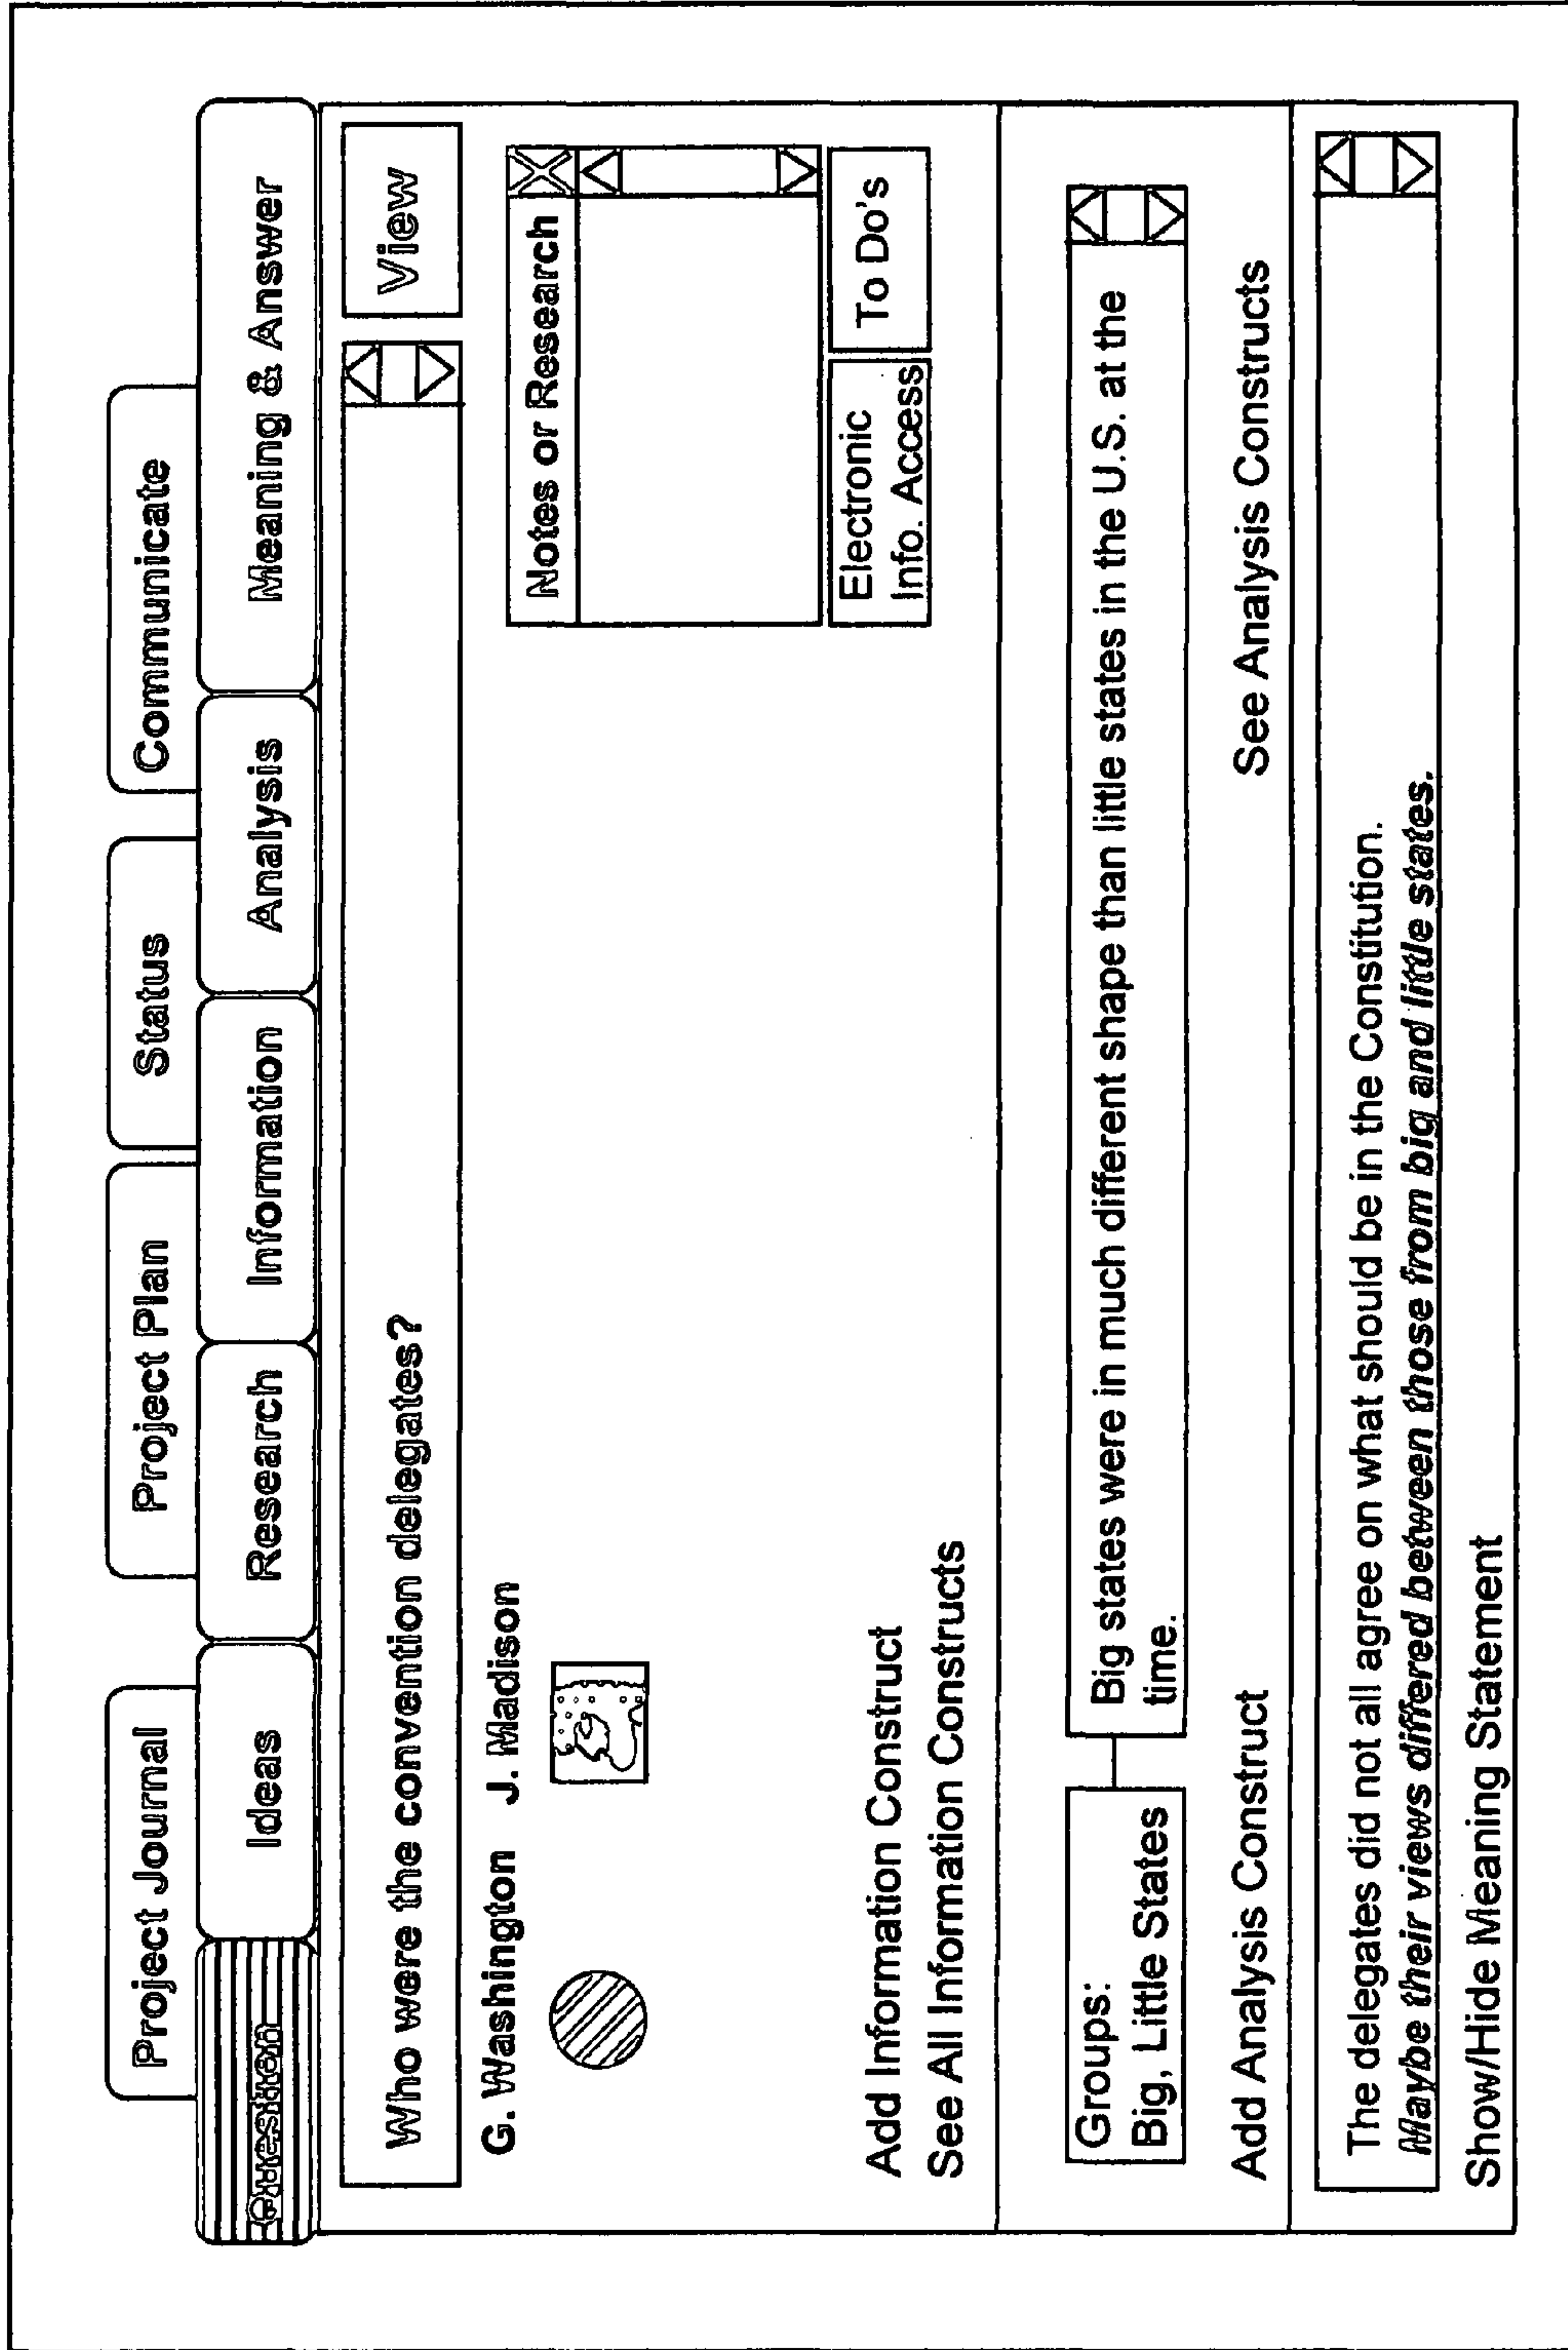 Project Journal
Project Plan
Status
Communicate
Question
Ideas
Research
Information
Analysis
Meaning & Answer
Who were the convention delegates?
View
G. Washington
J. Madison
Notes or Research
Electronic
Info. Access
To Do's
Add Information Construct
See All Information Constructs
Groups:
Big, Little States
Big states were in much different shape than little states in the U.S. at the
time.
Add Analysis Construct
See Analysis Constructs
The delegates did not all agree on what should be in the Constitution.
Maybe their views differed between those from big and little states.
Show/Hide Meaning Statement